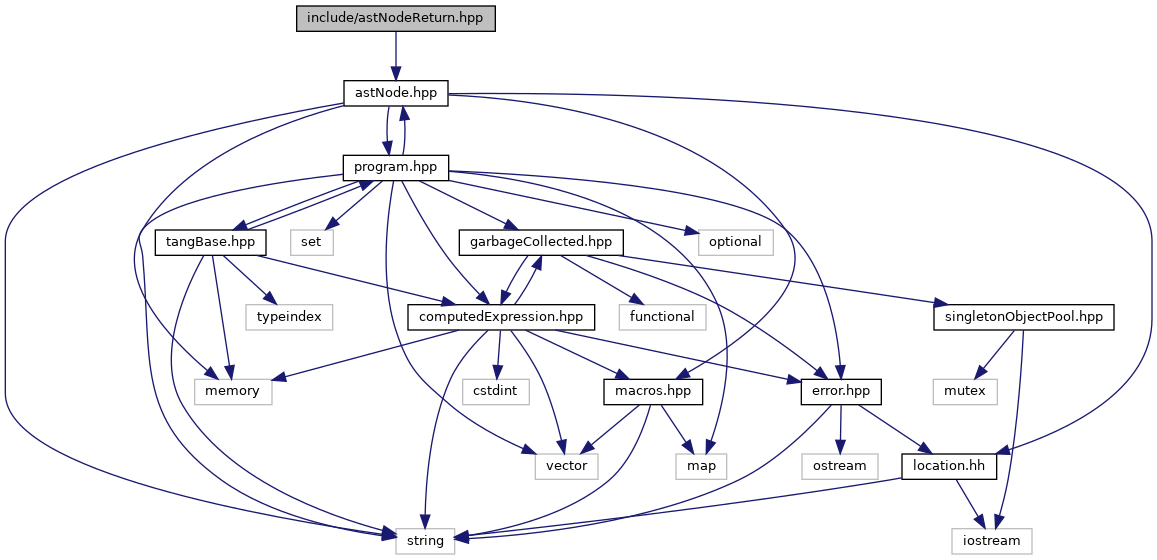 include/astNodeReturn.hpp
astNode.hpp
program.hpp
tangBase.hpp
set
garbageCollected.hpp
optional
typeindex
computedExpression.hpp
functional
singletonObjectPool.hpp
memory
cstdint
macros.hpp
error.hpp
mutex
vector
map
ostream
location.hh
string
iostream